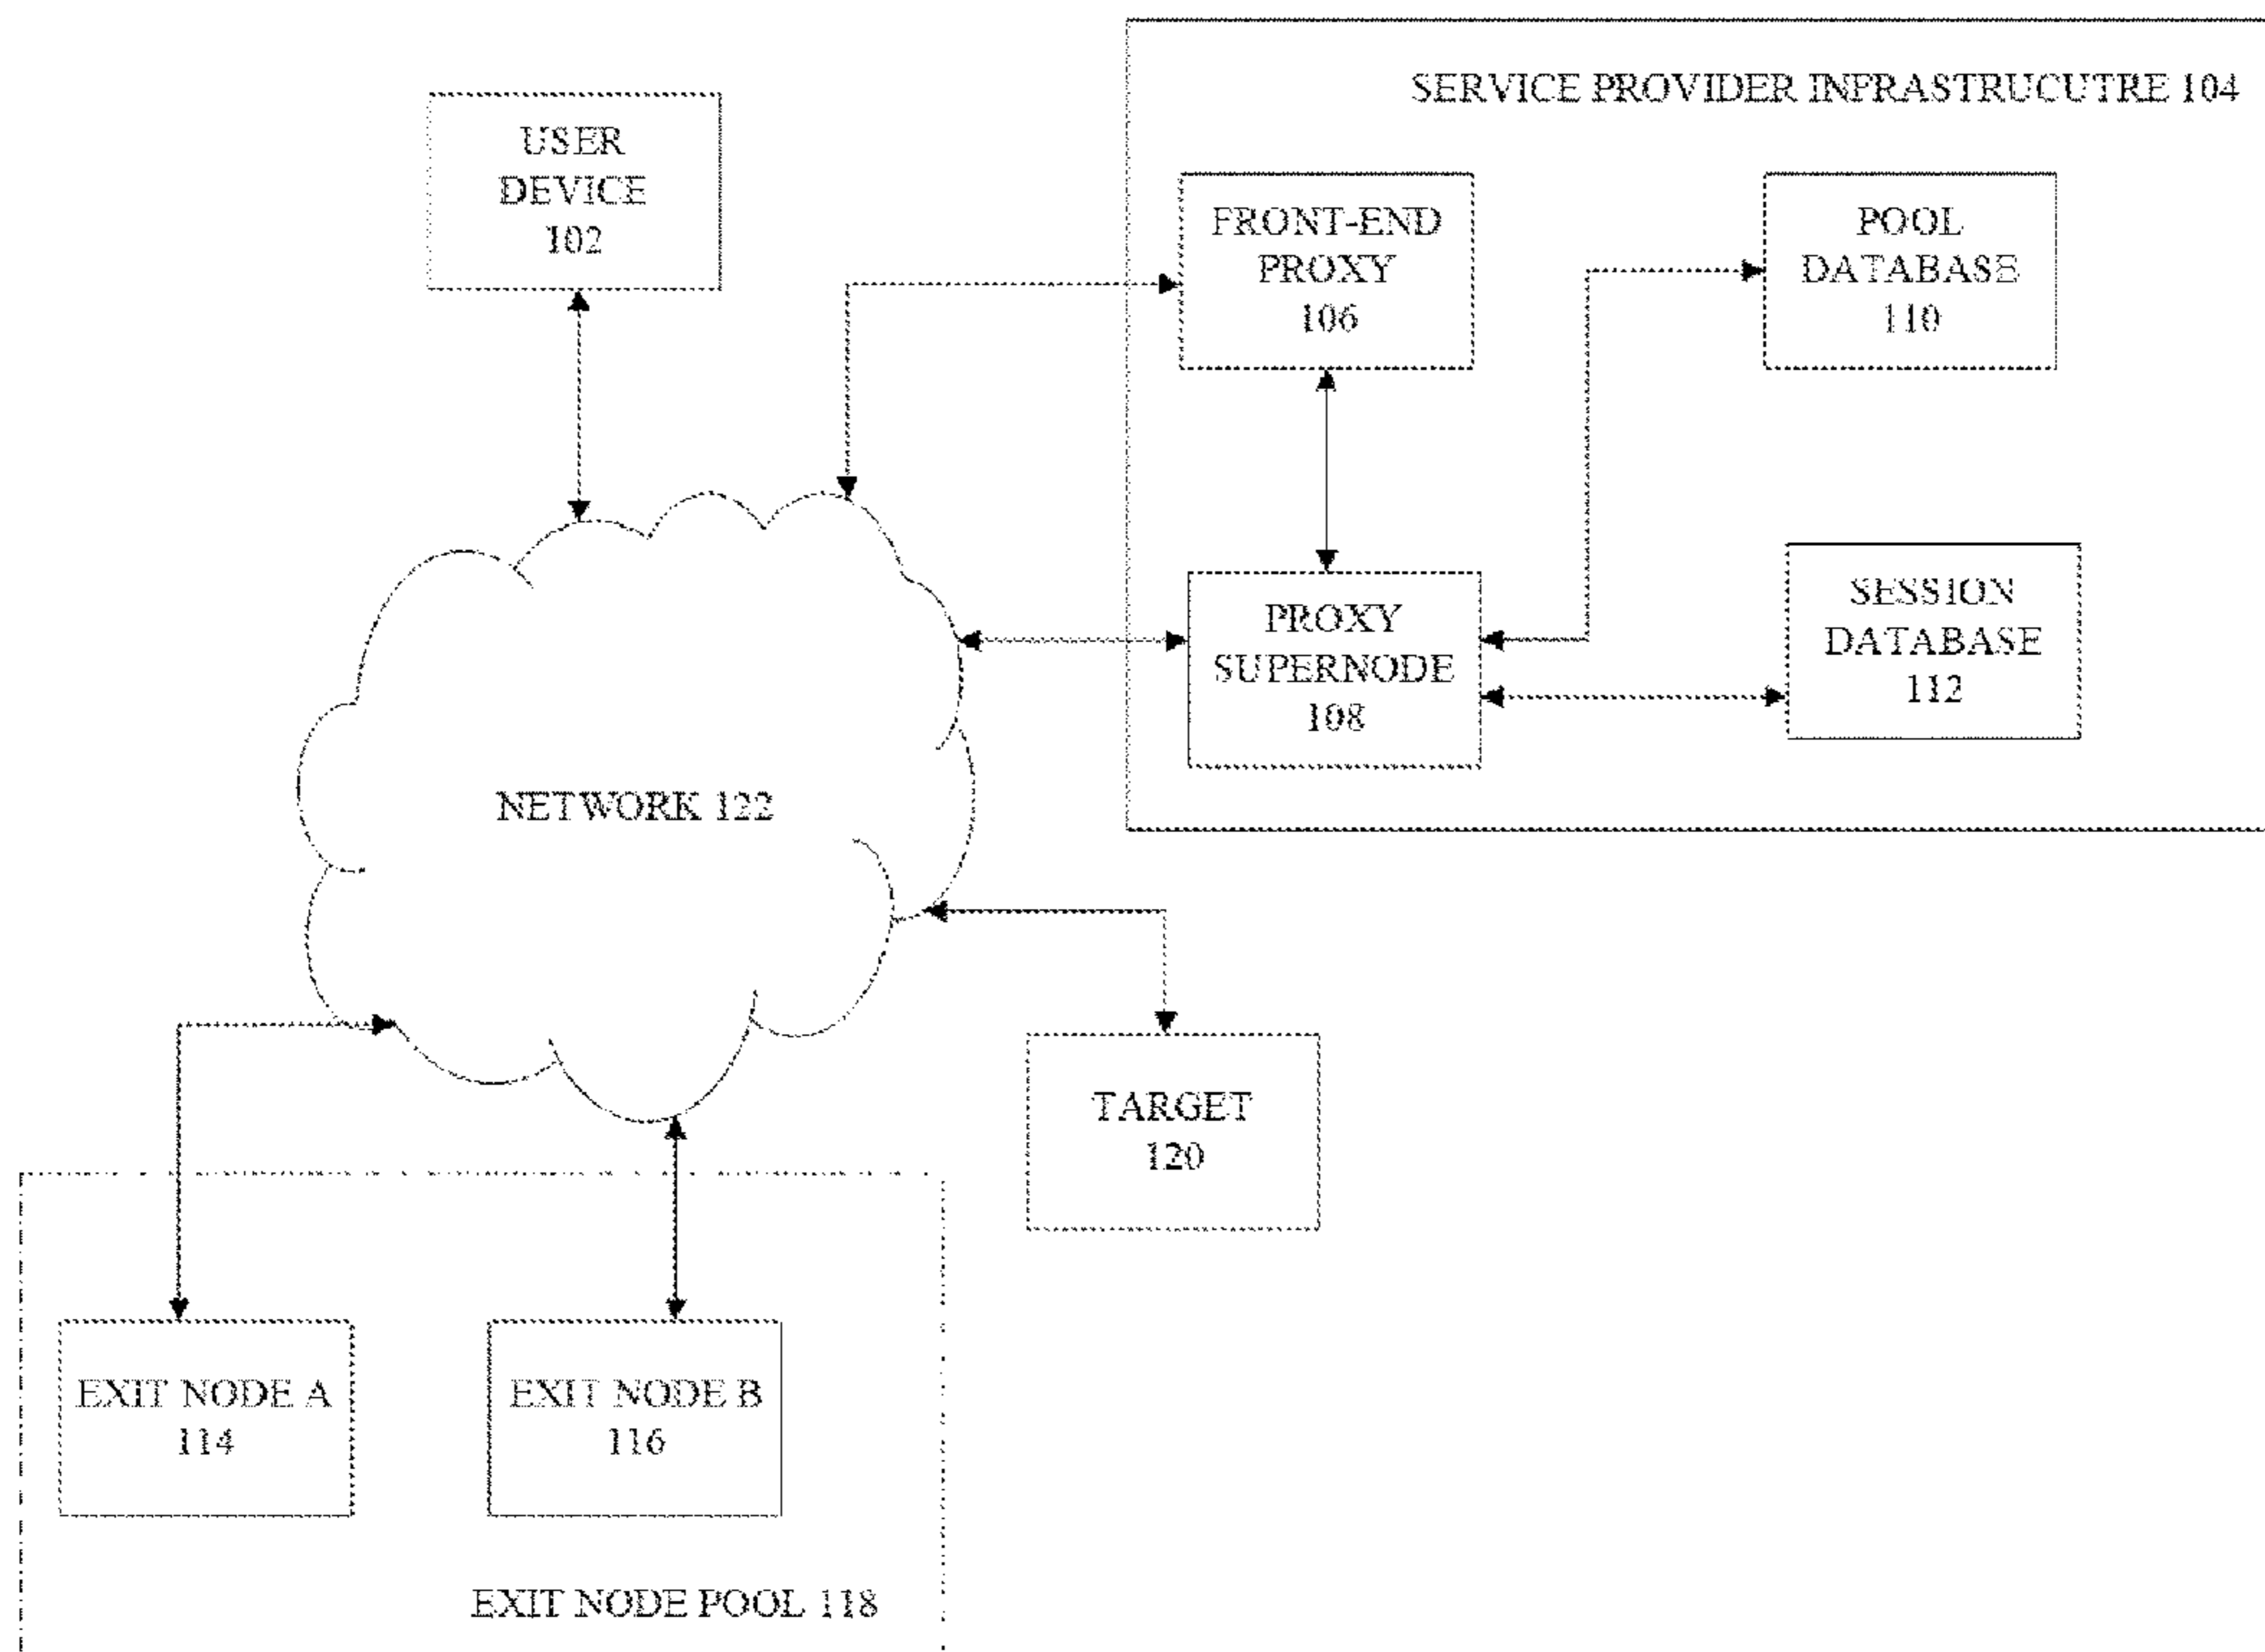 SERVICE PROVIDER INFRASTRUCUTRE 104
USER
DEVICE
102
FRONT-END
PROXY
106
POOL
DATABASE
110
PROXY
SUPERNODE
108
SESSION
DATABASE
112
NETWORK 122
TARGET
120
EXIT NODE A
114
EXIT NODE B
116
EXIT NODE POOL 118